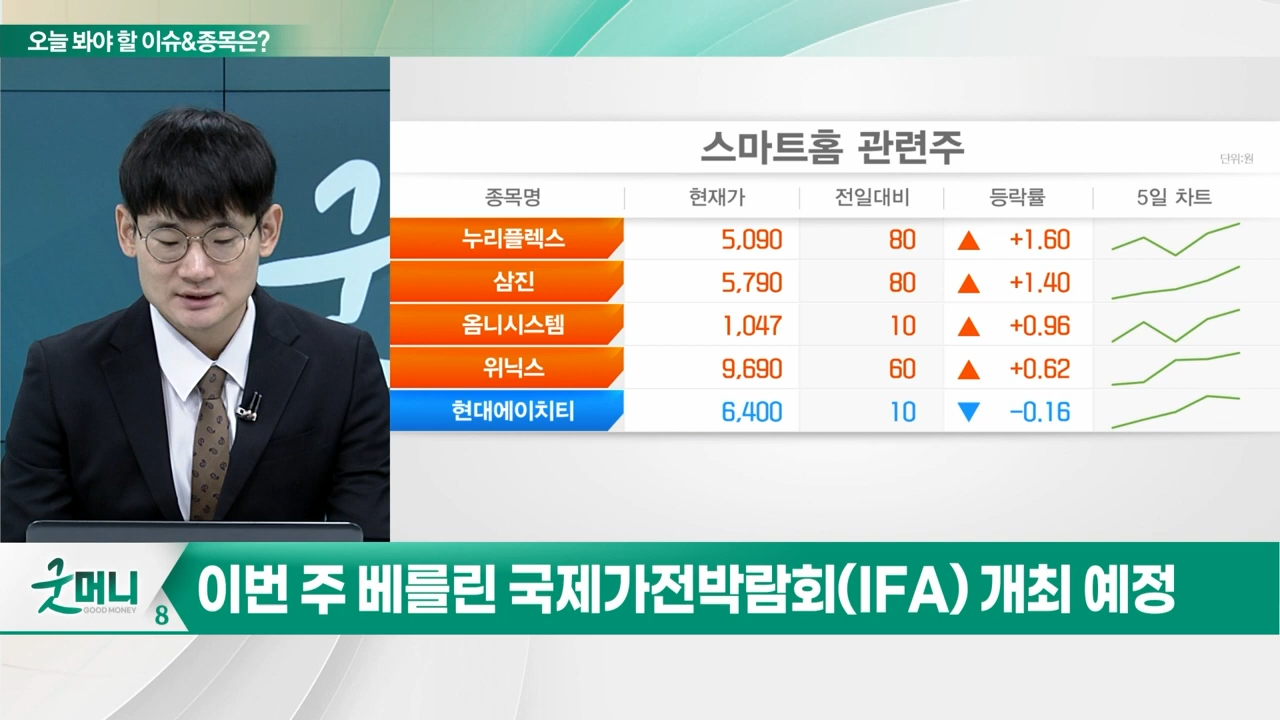 오늘 봐야 할 이슈&종목은?
스마트홈 관련주
단위:원
종목명 현재가 전일대비 등락률 5일 차트
누리플렉스 5,090 80 ▲ +1.60
삼진 5,790 80 ▲ +1.40
옴니시스템 1,047 10 ▲ +0.96
위닉스 9,690 60 ▲ +0.62
현대에이치티 6,400 10 ▼ -0.16
굿머니
GOOD MONEY
8
이번 주 베를린 국제가전박람회(IFA) 개최 예정